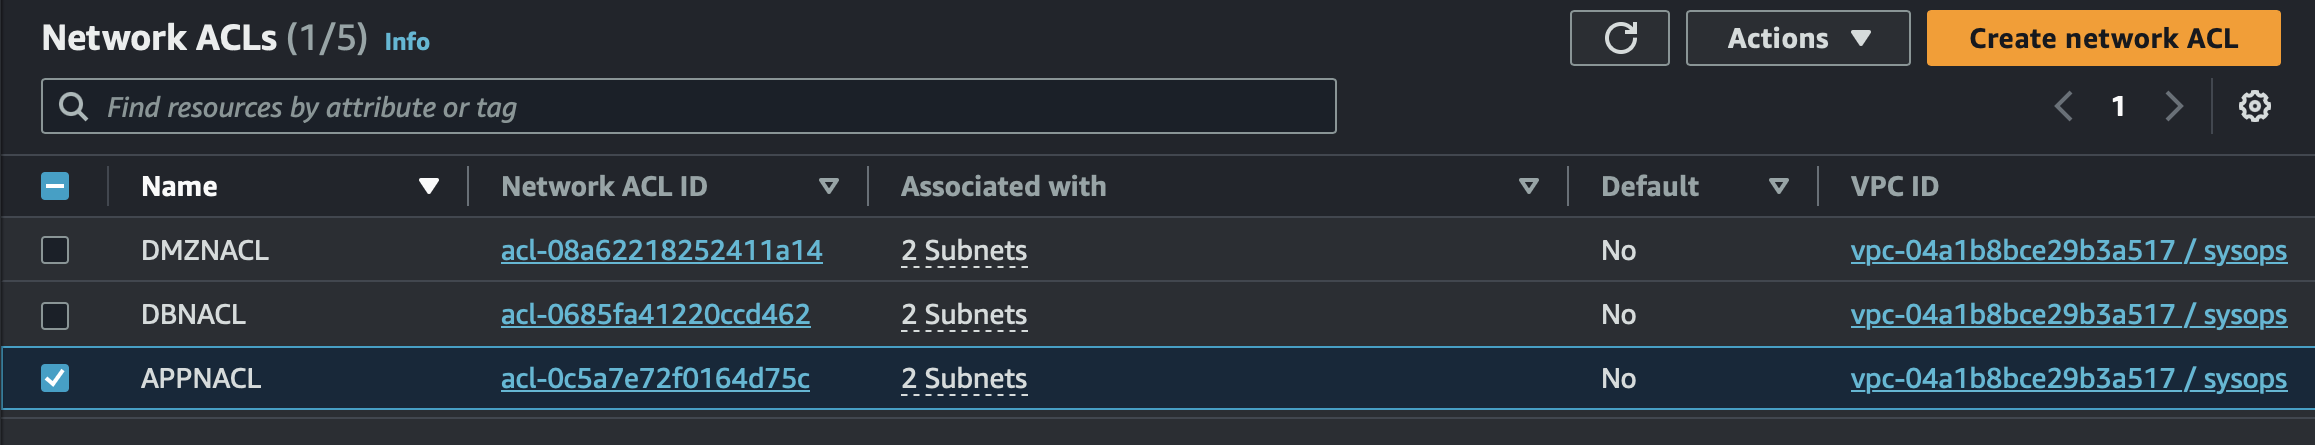 Network ACLs (1/5) Info Actions Create network ACL
Find resources by attribute or tag 1
Name Network ACL ID Associated with Default VPC ID
DMZNACL acl-08a62218252411a14 2 Subnets No vpc-04a1b8bce29b3a517 / sysops
DBNACL acl-0685fa41220ccd462 2 Subnets No vpc-04a1b8bce29b3a517 / sysops
APPNACL acl-0c5a7e72f0164d75c 2 Subnets No vpc-04a1b8bce29b3a517 / sysops